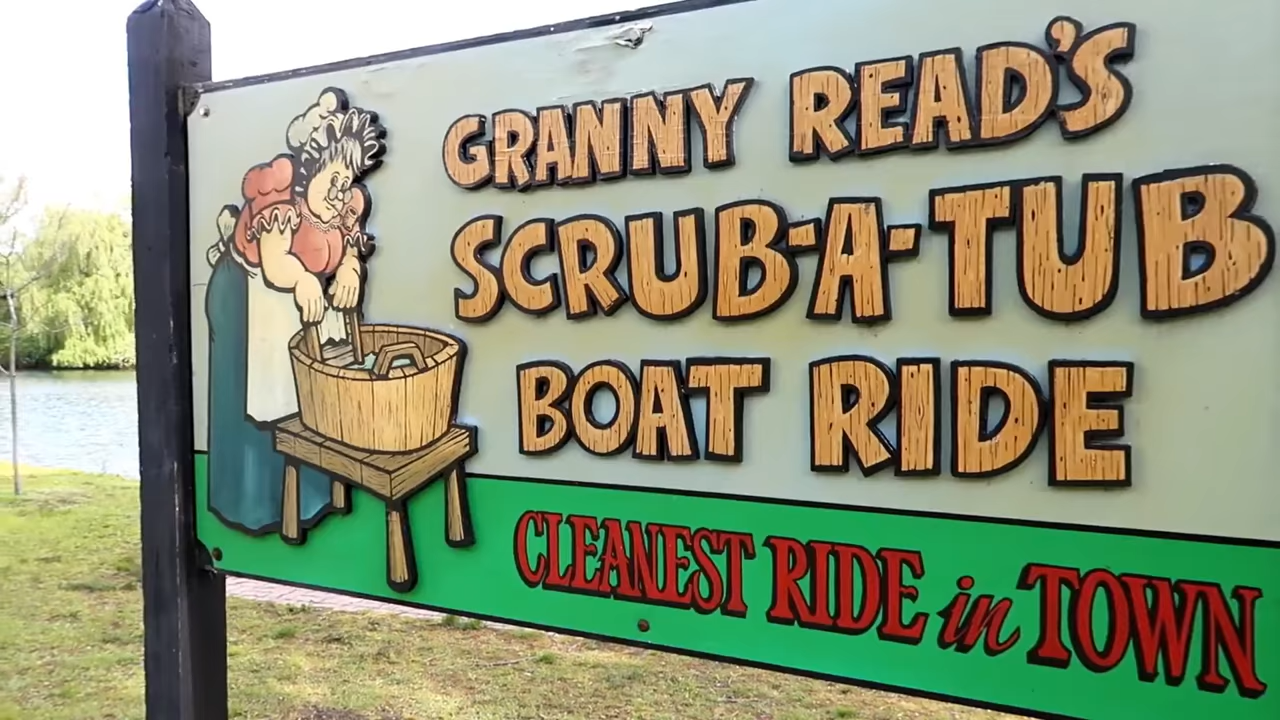 GRANNY READ'S
SCRUB-A-TUB
BOAT RIDE
CLEANEST RIDE in TOWN